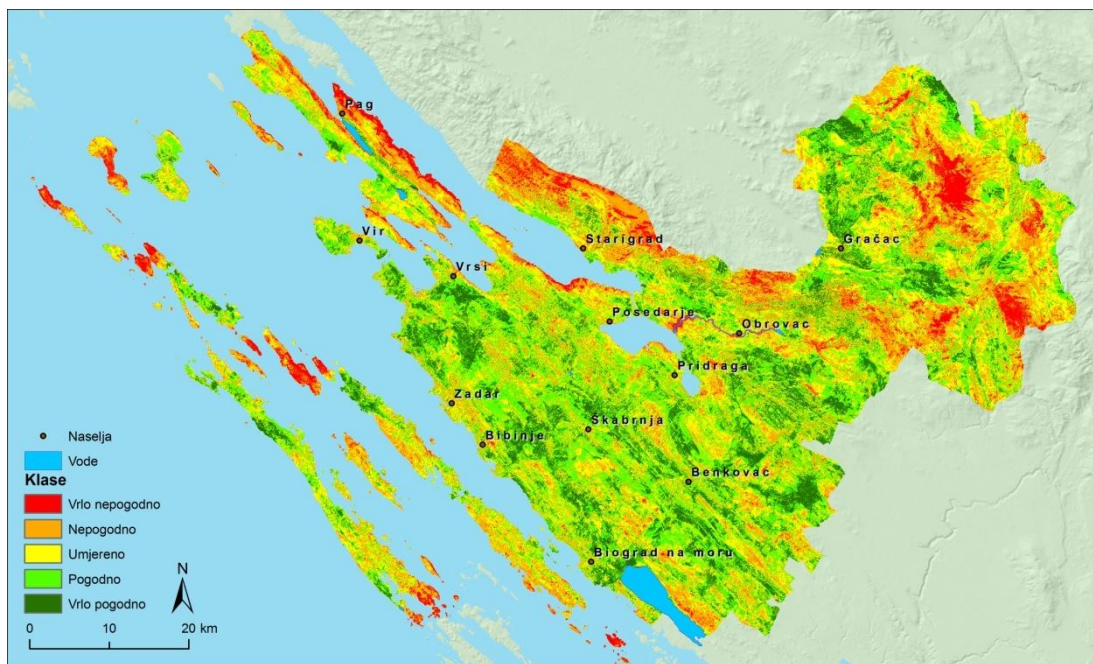 Pag
Vir
Starigrad
Gračac
Vrsi
Posedarje
Obrovac
Pridraga
Zadar
Škabrnja
Bibinje
Benkovac
Biograd na moru
Naselja
Vode
Klase
Vrlo nepogodno
Nepogodno
Umjereno
Pogodno
Vrlo pogodno
N
0 10 20 km